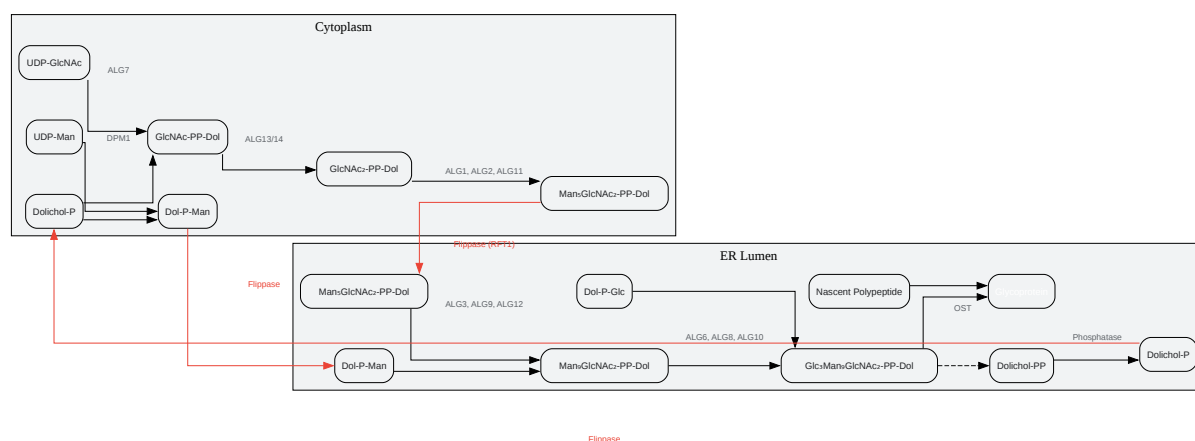 Cytoplasm
UDP-GlcNAc
ALG7
UDP-Man
DPM1
GlcNAc-PP-Dol
ALG13/14
GlcNAc₂-PP-Dol
ALG1, ALG2, ALG11
Man₅GlcNAc₂-PP-Dol
Dolichol-P
Dol-P-Man
Flippase (RFT1)
ER Lumen
Flippase
Man₅GlcNAc₂-PP-Dol
ALG3, ALG9, ALG12
Dol-P-Glc
Nascent Polypeptide
Glycoprotein
OST
ALG6, ALG8, ALG10
Phosphatase
Dolichol-P
Dol-P-Man
Man₉GlcNAc₂-PP-Dol
Glc₃Man₉GlcNAc₂-PP-Dol
Dolichol-PP
Flippase